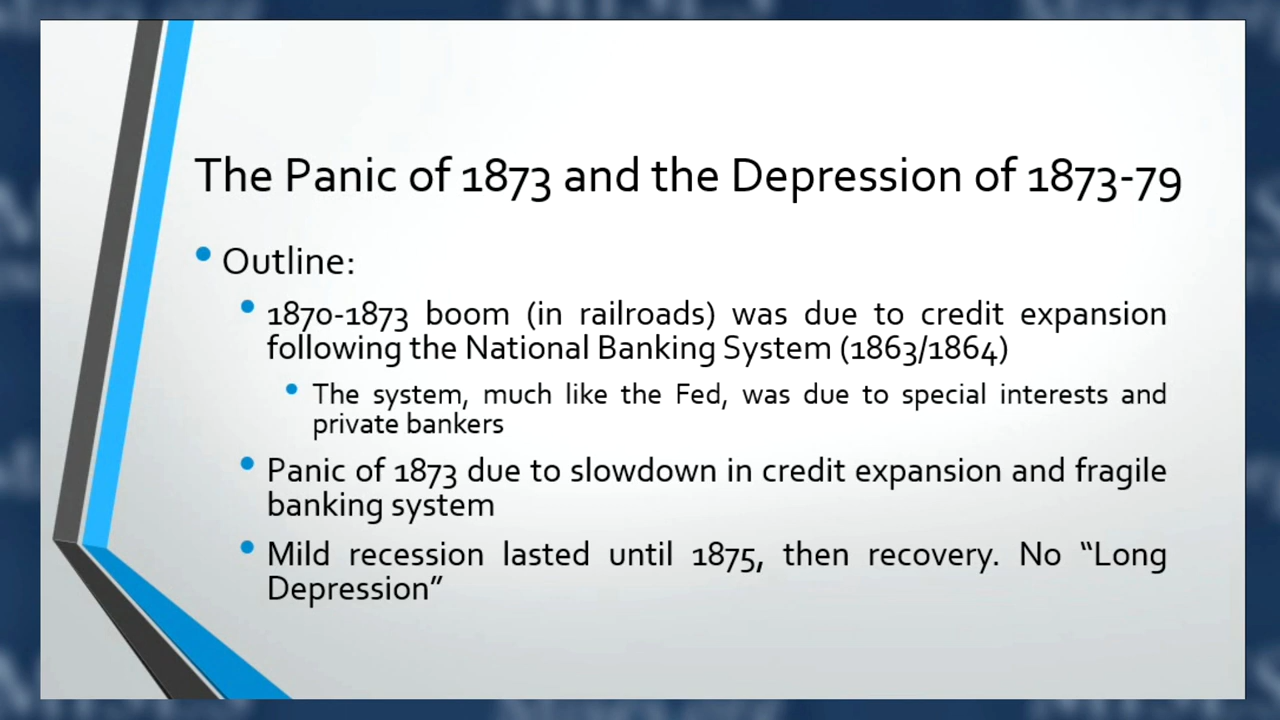 The Panic of 1873 and the Depression of 1873-79
• Outline:
• 1870-1873 boom (in railroads) was due to credit expansion
following the National Banking System (1863/1864)
• The system, much like the Fed, was due to special interests and
private bankers
• Panic of 1873 due to slowdown in credit expansion and fragile
banking system
• Mild recession lasted until 1875, then recovery. No “Long
Depression”